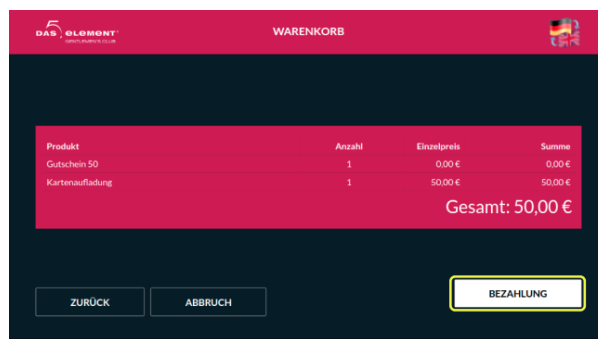 DAS 5 element
GENTLEMEN'S CLUB
WARENKORB
Produkt Anzahl Einzelpreis Summe
Gutschein 50 1 0,00 € 0,00 €
Kartenaufladung 1 50,00 € 50,00 €
Gesamt: 50,00 €
ZURÜCK ABBRUCH BEZAHLUNG